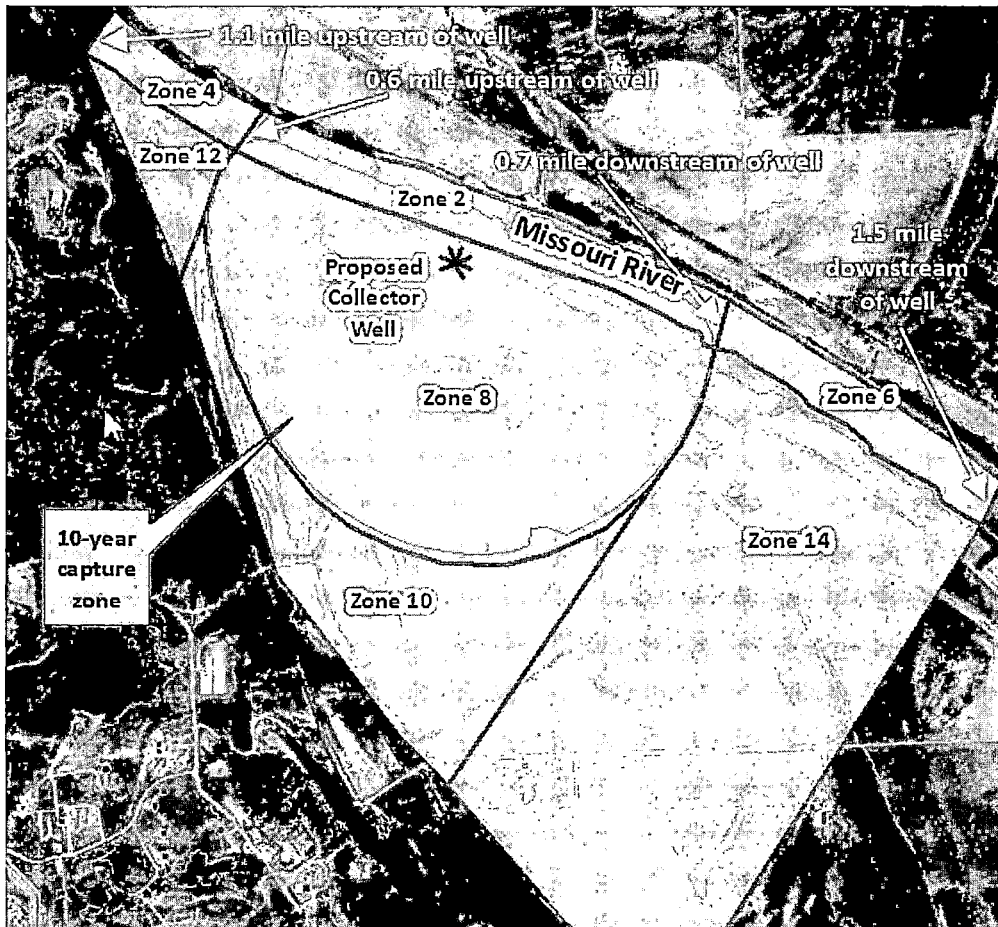 1.1 mile upstream of well
0.6 mile upstream of well
Zone 4
Zone 12
0.7 mile downstream of well
Zone 2
Missouri River
1.5 mile
downstream
of well
Proposed
Collector
Well
Zone 8
Zone 6
10-year
capture
zone
Zone 14
Zone 10